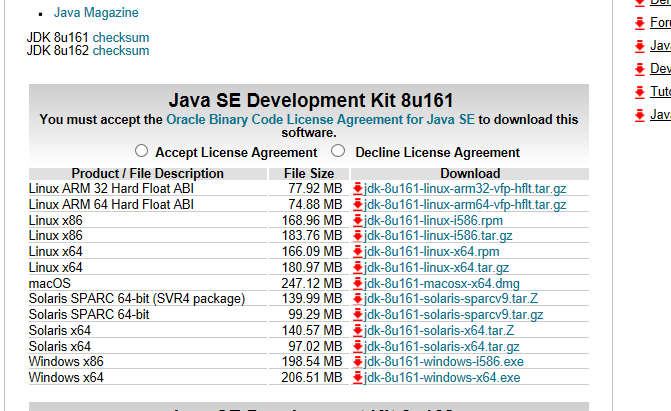 Java Magazine
JDK 8u161 checksum
JDK 8u162 checksum
Java SE Development Kit 8u161
You must accept the Oracle Binary Code License Agreement for Java SE to download this
software.
Accept License Agreement Decline License Agreement
Product / File Description File Size Download
Linux ARM 32 Hard Float ABI 77.92 MB jdk-8u161-linux-arm32-vfp-hflt.tar.gz
Linux ARM 64 Hard Float ABI 74.88 MB jdk-8u161-linux-arm64-vfp-hflt.tar.gz
Linux x86 168.96 MB jdk-8u161-linux-i586.rpm
Linux x86 183.76 MB jdk-8u161-linux-i586.tar.gz
Linux x64 166.09 MB jdk-8u161-linux-x64.rpm
Linux x64 180.97 MB jdk-8u161-linux-x64.tar.gz
macOS 247.12 MB jdk-8u161-macosx-x64.dmg
Solaris SPARC 64-bit (SVR4 package) 139.99 MB jdk-8u161-solaris-sparcv9.tar.Z
Solaris SPARC 64-bit 99.29 MB jdk-8u161-solaris-sparcv9.tar.gz
Solaris x64 140.57 MB jdk-8u161-solaris-x64.tar.Z
Solaris x64 97.02 MB jdk-8u161-solaris-x64.tar.gz
Windows x86 198.54 MB jdk-8u161-windows-i586.exe
Windows x64 206.51 MB jdk-8u161-windows-x64.exe
Foru
Java
Dev
Tuto
Java